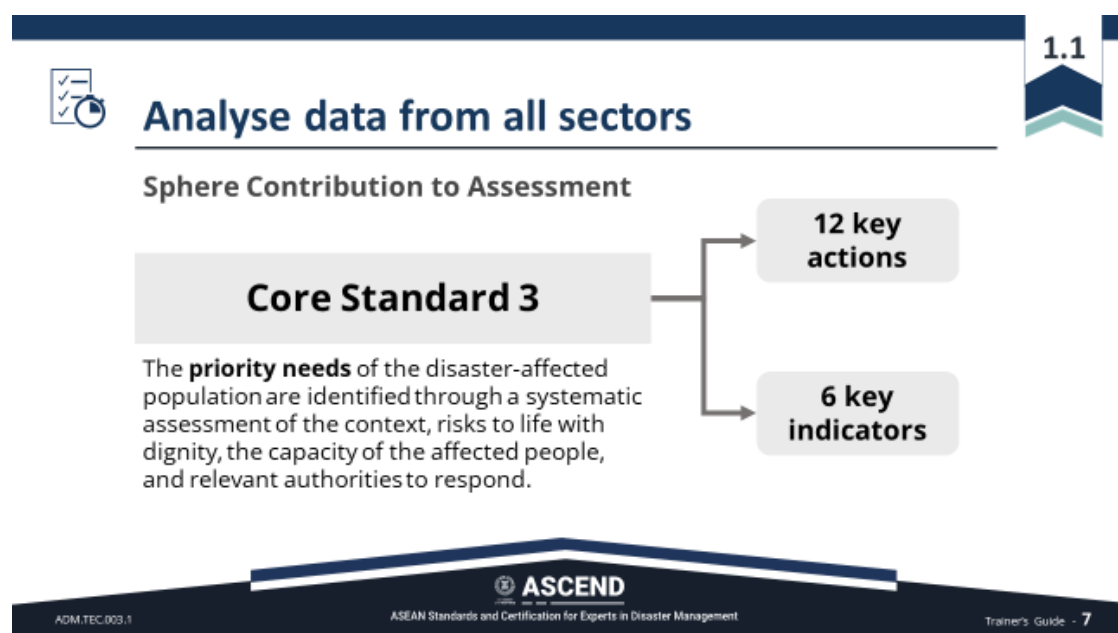 1.1
Analyse data from all sectors
Sphere Contribution to Assessment
12 key
actions
Core Standard 3
The priority needs of the disaster-affected
population are identified through a systematic
assessment of the context, risks to life with
dignity, the capacity of the affected people,
and relevant authorities to respond.
6 key
indicators
ASCEND
ASEAN Standards and Certification for Experts in Disaster Management
ADM.TEC.003.1
Trainer's Guide - 7